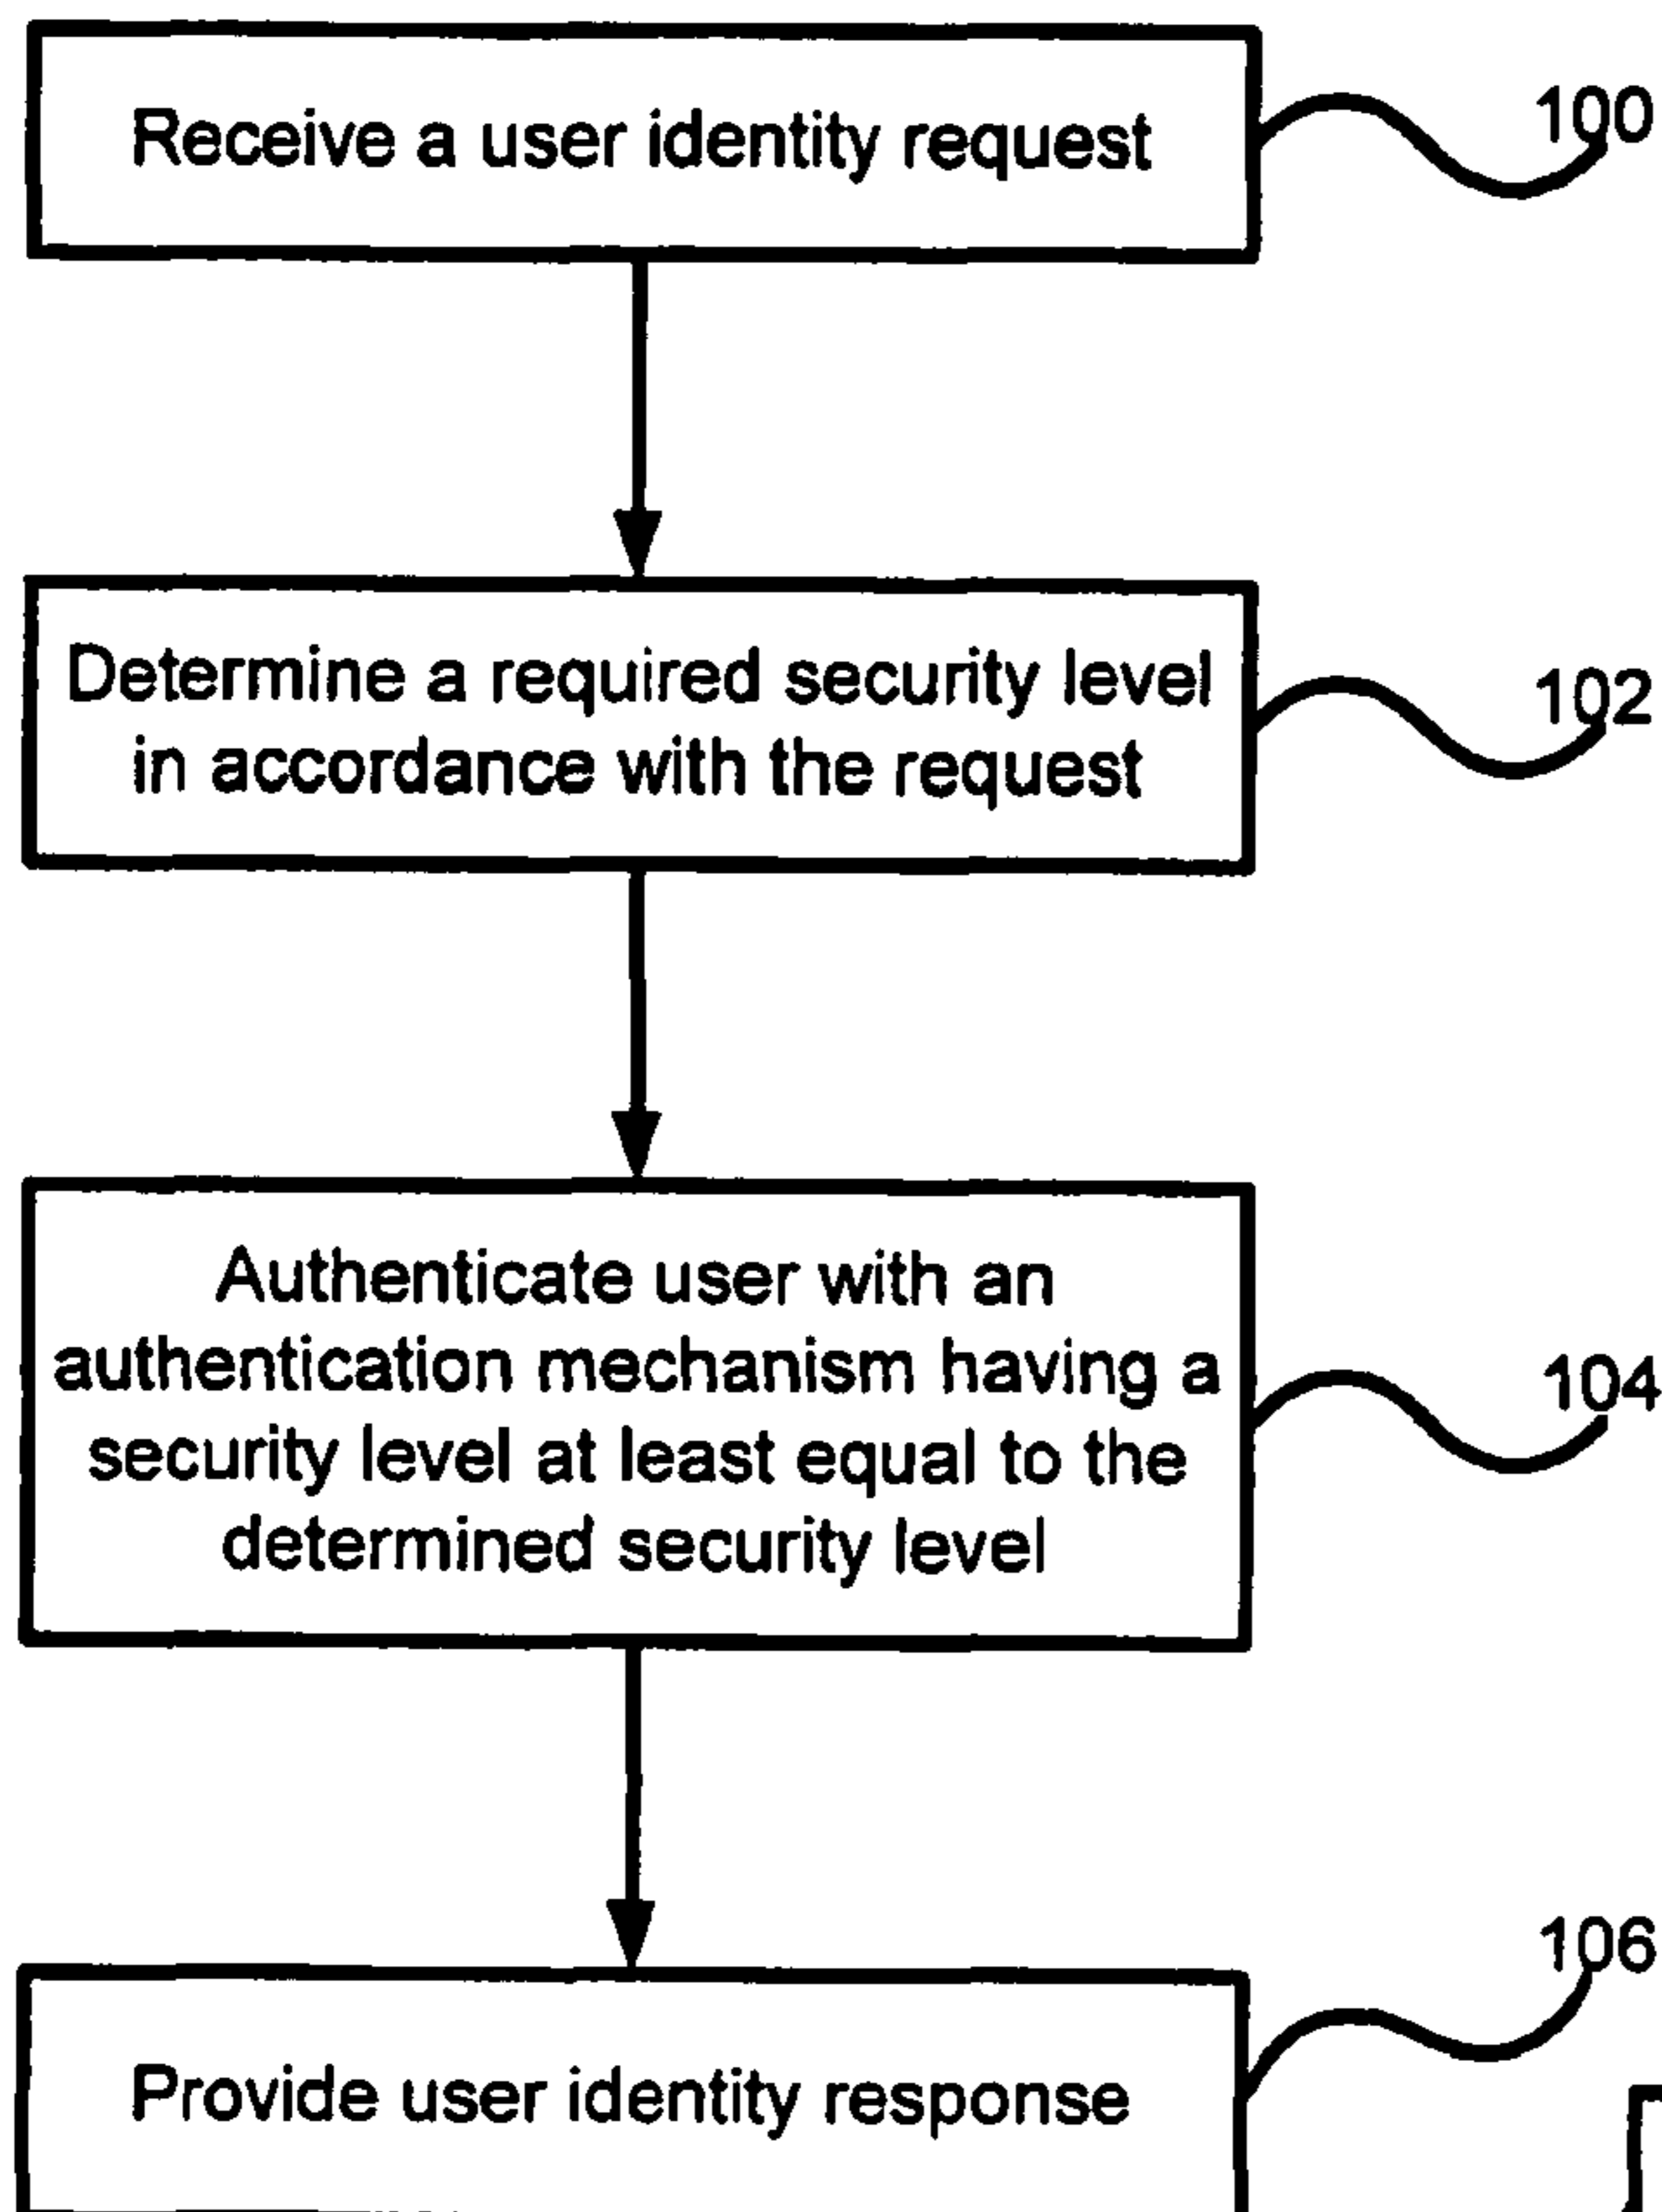 Receive a user identity request
100
Determine a required security level
in accordance with the request
102
Authenticate user with an
authentication mechanism having a
security level at least equal to the
determined security level
104
106
Provide user identity response